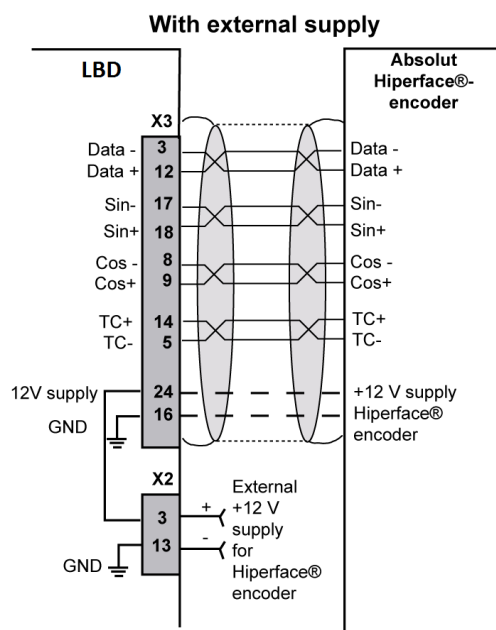 With external supply
LBD
Absolut
Hiperface®-
encoder
X3
Data - 3 Data -
Data + 12 Data +
Sin- 17 Sin-
Sin+ 18 Sin+
Cos - 8 Cos -
Cos+ 9 Cos+
TC+ 14 TC+
TC- 5 TC-
12V supply 24 +12 V supply
GND 16 Hiperface®
encoder
X2
External
3 + +12 V
supply
13 - for
GND Hiperface®
encoder